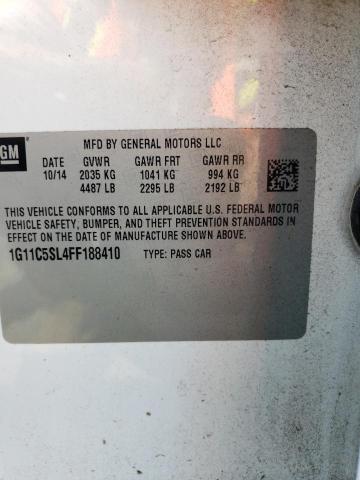 GM
MFD BY GENERAL MOTORS LLC
DATE GVWR GAWR FRT GAWR RR
10/14 2035 KG 1041 KG 994 KG
4487 LB 2295 LB 2192 LB
THIS VEHICLE CONFORMS TO ALL APPLICABLE U.S. FEDERAL MOTOR
VEHICLE SAFETY, BUMPER, AND THEFT PREVENTION STANDARDS IN
EFFECT ON THE DATE OF MANUFACTURE SHOWN ABOVE.
1G11C5SL4FF188410 TYPE: PASS CAR